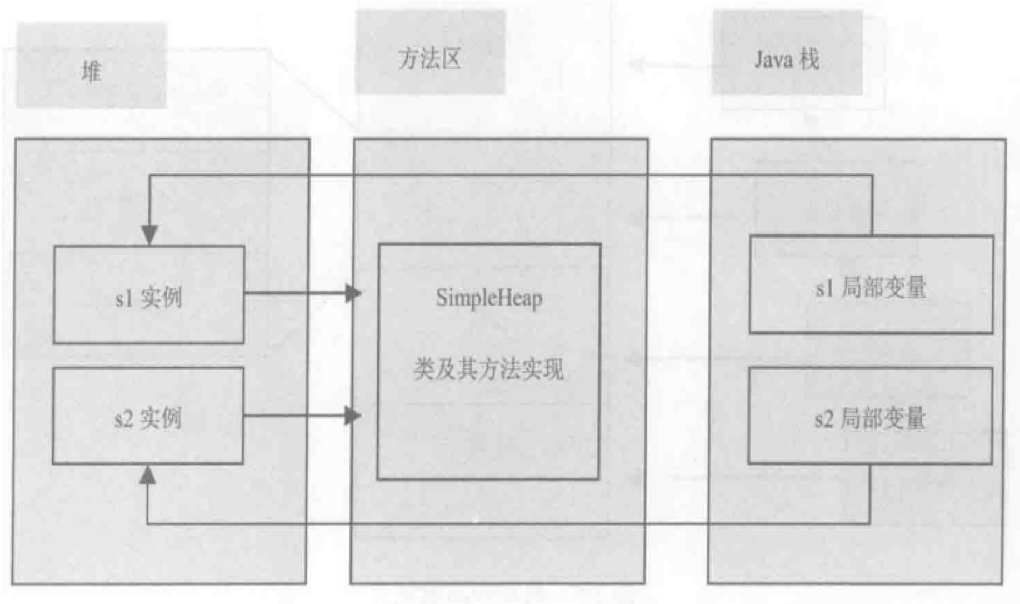 堆
方法区
Java 栈
s1 实例
SimpleHeap
类及其方法实现
s1 局部变量
s2 实例
s2 局部变量